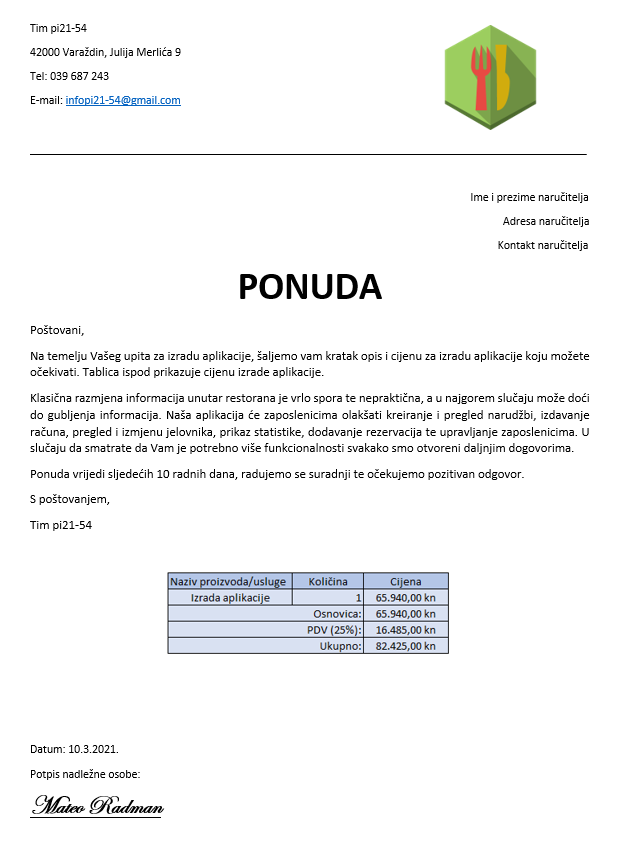 Tim pi21-54
42000 Varaždin, Julija Merlića 9
Tel: 039 687 243
E-mail: infopi21-54@gmail.com
Ime i prezime naručitelja
Adresa naručitelja
Kontakt naručitelja
PONUDA
Poštovani,
Na temelju Vašeg upita za izradu aplikacije, šaljemo vam kratak opis i cijenu za izradu aplikacije koju možete
očekivati. Tablica ispod prikazuje cijenu izrade aplikacije.
Klasična razmjena informacija unutar restorana je vrlo spora te nepraktična, a u najgorem slučaju može doći
do gubljenja informacija. Naša aplikacija će zaposlenicima olakšati kreiranje i pregled narudžbi, izdavanje
računa, pregled i izmjenu jelovnika, prikaz statistike, dodavanje rezervacija te upravljanje zaposlenicima. U
slučaju da smatrate da Vam je potrebno više funkcionalnosti svakako smo otvoreni daljnjim dogovorima.
Ponuda vrijedi sljedećih 10 radnih dana, radujemo se suradnji te očekujemo pozitivan odgovor.
S poštovanjem,
Tim pi21-54
Naziv proizvoda/usluge Količina Cijena
Izrada aplikacije 1 65.940,00 kn
Osnovica: 65.940,00 kn
PDV (25%): 16.485,00 kn
Ukupno: 82.425,00 kn
Datum: 10.3.2021.
Potpis nadležne osobe:
Mateo Radman